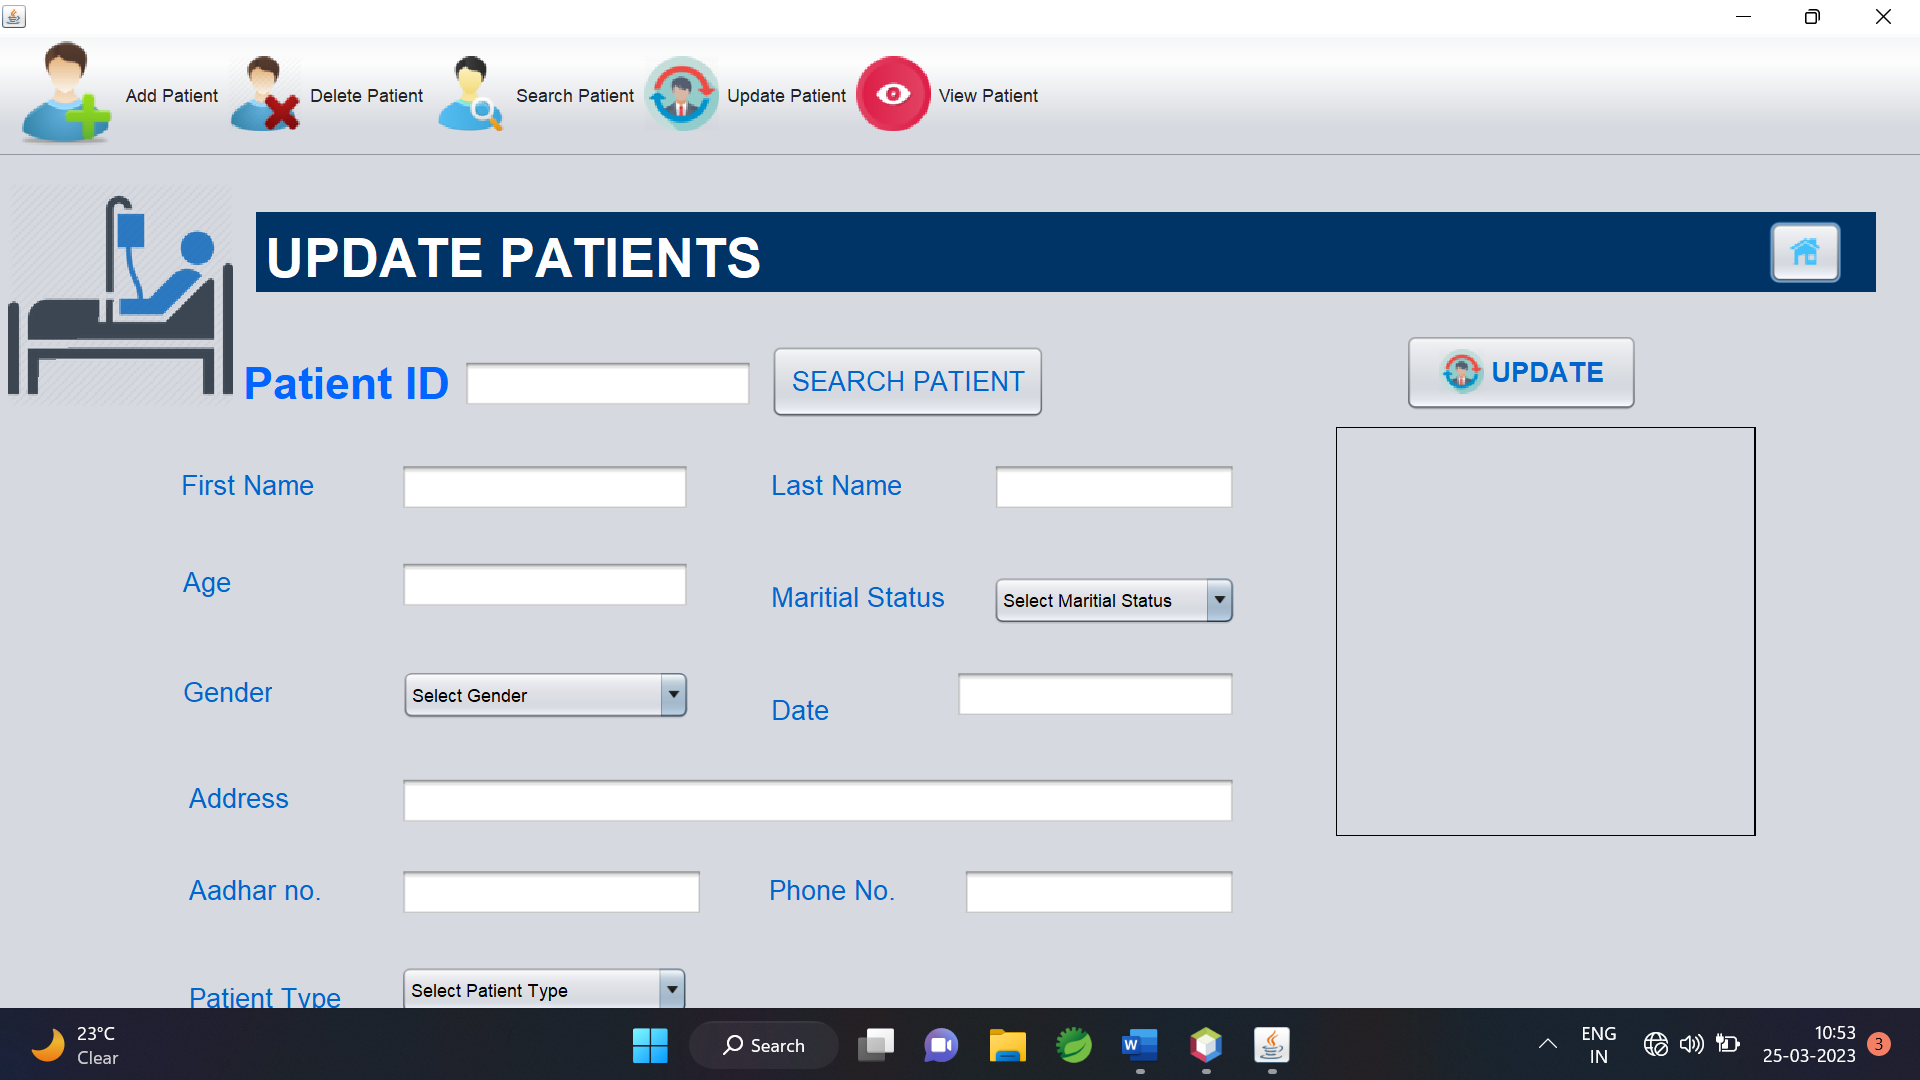 Add Patient Delete Patient Search Patient Update Patient View Patient
UPDATE PATIENTS
Patient ID SEARCH PATIENT UPDATE
First Name Last Name
Age Maritial Status Select Maritial Status
Gender Select Gender Date
Address
Aadhar no. Phone No.
Patient Type Select Patient Type
23°C
Clear
Search
W
ENG
IN
10:53
25-03-2023
3